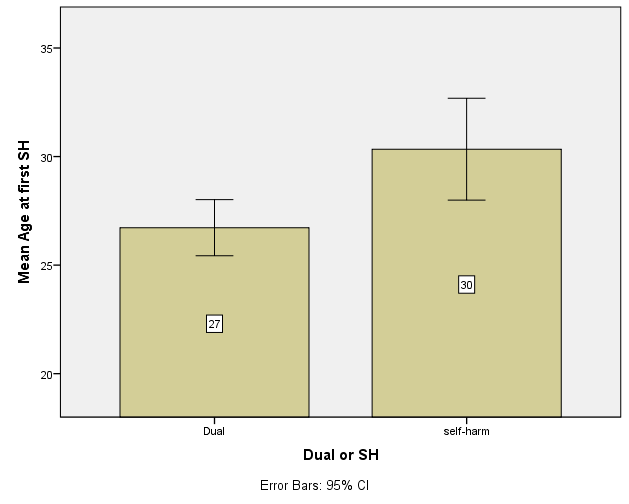 Mean Age at first SH
35
30
25
20
27
30
Dual
self-harm
Dual or SH
Error Bars: 95% CI